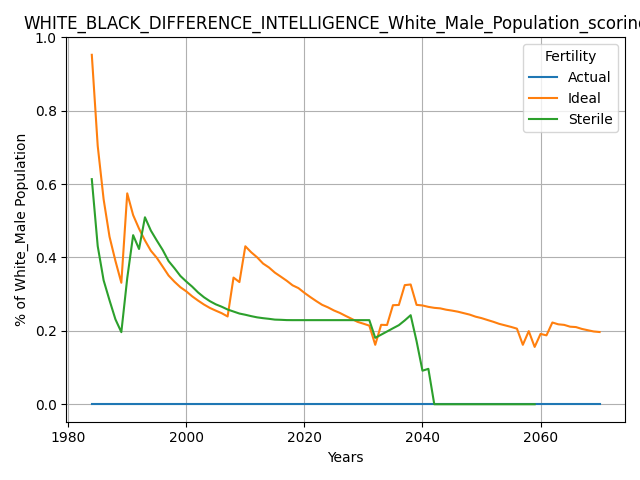 WHITE_BLACK_DIFFERENCE_INTELLIGENCE_White_Male_Population_scorin
Fertility
Actual
Ideal
Sterile
% of White_Male Population
1.0
0.8
0.6
0.4
0.2
0.0
1980 2000 2020 2040 2060
Years